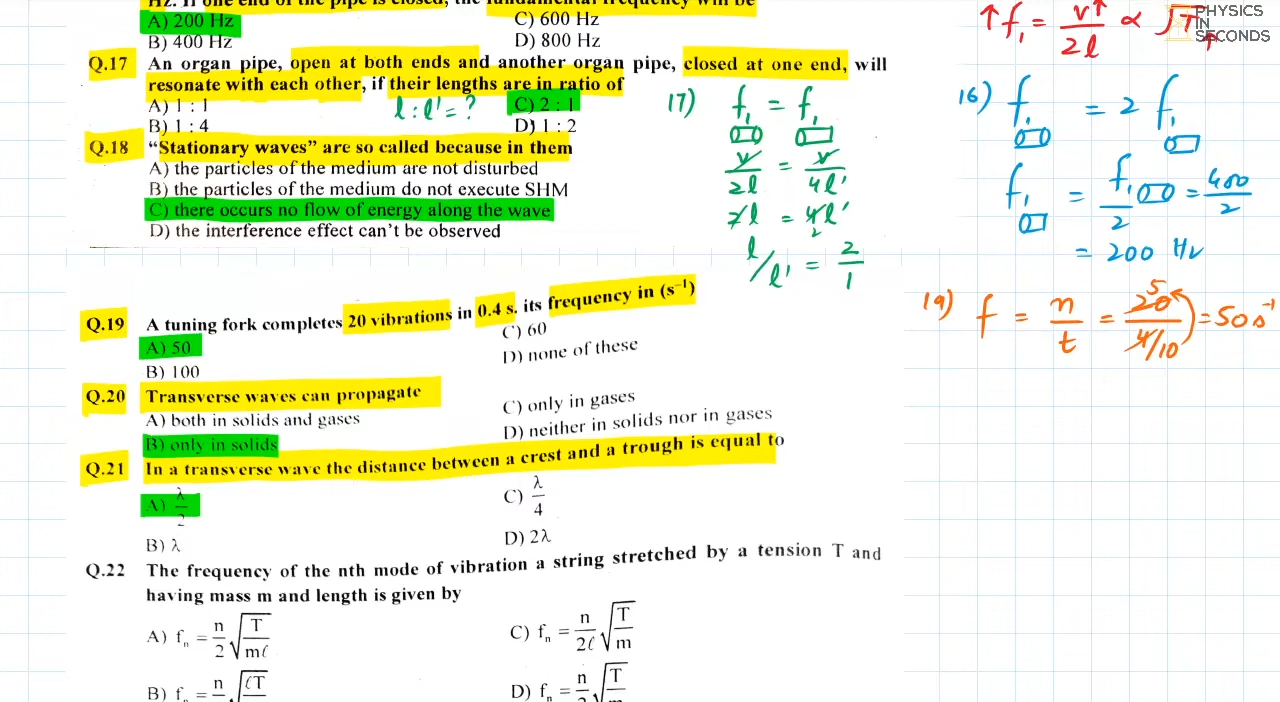 Hz. If one end of the pipe is closed, the fundamental frequency will be
A) 200 Hz
C) 600 Hz
B) 400 Hz
D) 800 Hz
Q.17 An organ pipe, open at both ends and another organ pipe, closed at one end, will
resonate with each other, if their lengths are in ratio of
A) 1 : 1
C) 2 : 1
B) 1 : 4
D) 1 : 2
l : l' = ?
Q.18 “Stationary waves” are so called because in them
A) the particles of the medium are not disturbed
B) the particles of the medium do not execute SHM
C) there occurs no flow of energy along the wave
D) the interference effect can’t be observed
Q.19 A tuning fork completes 20 vibrations in 0.4 s. its frequency in (s⁻¹)
A) 50
C) 60
B) 100
D) none of these
Q.20 Transverse waves can propagate
A) both in solids and gases
C) only in gases
B) only in solids
D) neither in solids nor in gases
Q.21 In a transverse wave the distance between a crest and a trough is equal to
A) λ/2
C) λ/4
B) λ
D) 2λ
Q.22 The frequency of the nth mode of vibration a string stretched by a tension T and
having mass m and length is given by
A) fₙ = n/2 √(T/mℓ)
C) fₙ = n/2ℓ √(T/m)
B) fₙ = n √(ℓT
D) fₙ = n √(T
17) f₁ = f₁
v/2l = v/4l'
2l = 4l'
2
l/l' = 2/1
↑f₁ = v↑/2l ∝ √T↑
PHYSICS
IN
SECONDS
16) f₁ = 2 f₁
f₁ = f₁/2 = 400/2
= 200 Hz
19) f = n/t = 20/4/10 = 50 s⁻¹
5